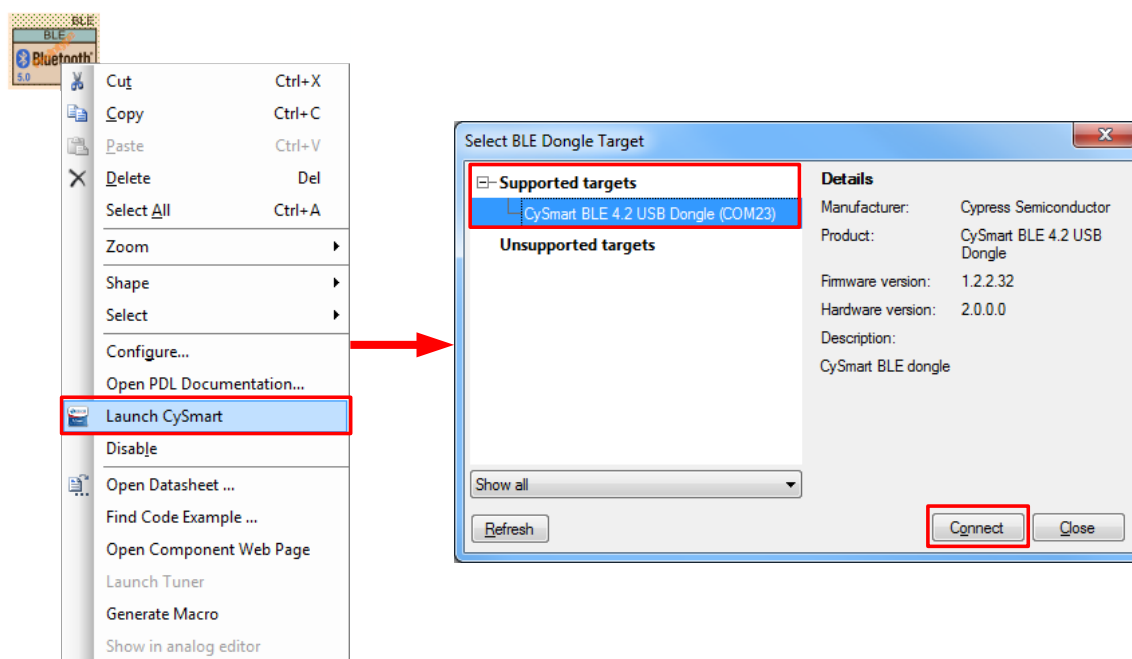 BLE
BLE
Bluetooth
5.0
Cut Ctrl+X
Copy Ctrl+C
Paste Ctrl+V
Delete Del
Select All Ctrl+A
Zoom
Shape
Select
Configure...
Open PDL Documentation...
Launch CySmart
Disable
Open Datasheet ...
Find Code Example ...
Open Component Web Page
Launch Tuner
Generate Macro
Show in analog editor
Select BLE Dongle Target
Supported targets
CySmart BLE 4.2 USB Dongle (COM23)
Unsupported targets
Show all
Refresh
Details
Manufacturer: Cypress Semiconductor
Product: CySmart BLE 4.2 USB
Dongle
Firmware version: 1.2.2.32
Hardware version: 2.0.0.0
Description:
CySmart BLE dongle
Connect Close